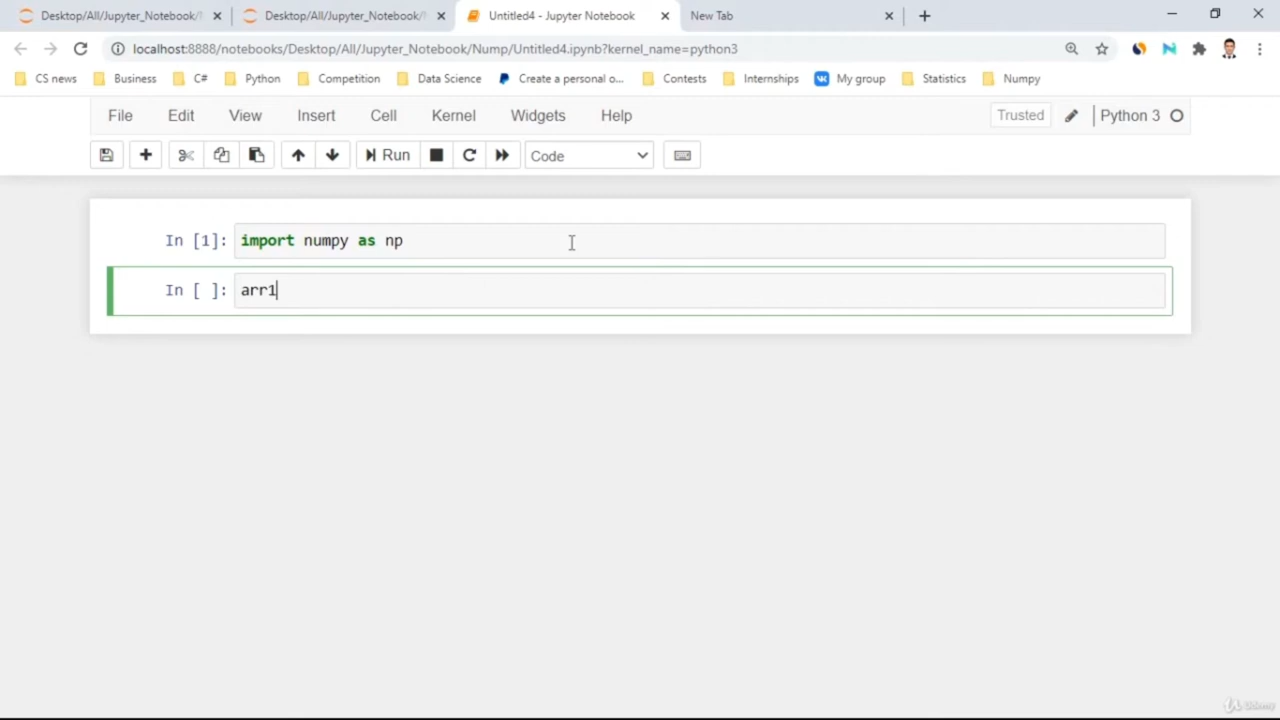 Desktop/All/Jupyter_Notebook/
Desktop/All/Jupyter_Notebook/
Untitled4 - Jupyter Notebook
New Tab
localhost:8888/notebooks/Desktop/All/Jupyter_Notebook/Nump/Untitled4.ipynb?kernel_name=python3
CS news
Business
C#
Python
Competition
Data Science
Create a personal o...
Contests
Internships
My group
Statistics
Numpy
File
Edit
View
Insert
Cell
Kernel
Widgets
Help
Trusted
Python 3
Run
Code
In [1]: import numpy as np
In [ ]: arr1
Udemy